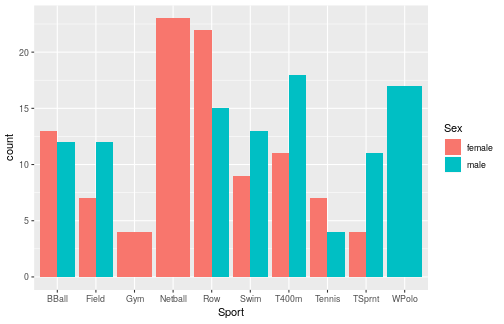 count
20
15
10
5
0
BBall Field Gym Netball Row Swim T400m Tennis TSprnt WPolo
Sport
Sex
female
male